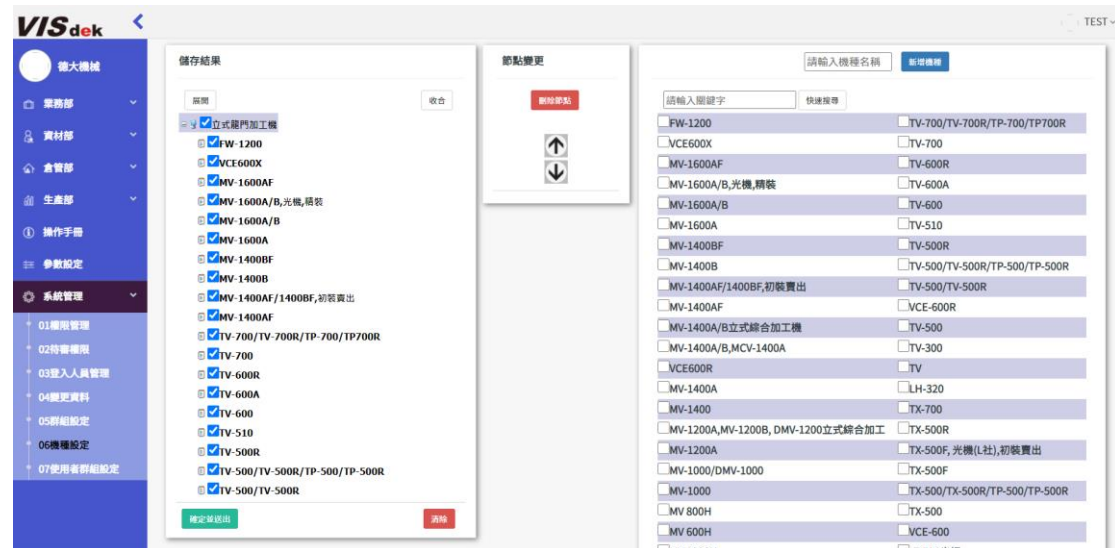 VISdek
TEST
德大機械
業務部
資材部
倉管部
生產部
操作手冊
參數設定
系統管理
01權限管理
02待審權限
03登入人員管理
04變更資料
05群組設定
06機種設定
07使用者群組設定
儲存結果
展開
收合
立式龍門加工機
FW-1200
VCE600X
MV-1600AF
MV-1600A/B,光機,精裝
MV-1600A/B
MV-1600A
MV-1400BF
MV-1400B
MV-1400AF/1400BF,初裝賣出
MV-1400AF
TV-700/TV-700R/TP-700/TP700R
TV-700
TV-600R
TV-600A
TV-600
TV-510
TV-500R
TV-500/TV-500R/TP-500/TP-500R
TV-500/TV-500R
確定並送出
清除
節點變更
刪除節點
請輸入機種名稱
新增機種
請輸入關鍵字
快速搜尋
FW-1200
TV-700/TV-700R/TP-700/TP700R
VCE600X
TV-700
MV-1600AF
TV-600R
MV-1600A/B,光機,精裝
TV-600A
MV-1600A/B
TV-600
MV-1600A
TV-510
MV-1400BF
TV-500R
MV-1400B
TV-500/TV-500R/TP-500/TP-500R
MV-1400AF/1400BF,初裝賣出
TV-500/TV-500R
MV-1400AF
VCE-600R
MV-1400A/B立式綜合加工機
TV-500
MV-1400A/B,MCV-1400A
TV-300
VCE600R
TV
MV-1400A
LH-320
MV-1400
TX-700
MV-1200A,MV-1200B, DMV-1200立式綜合加工
TX-500R
MV-1200A
TX-500F, 光機(L社),初裝賣出
MV-1000/DMV-1000
TX-500F
MV-1000
TX-500/TX-500R/TP-500/TP-500R
MV 800H
TX-500
MV 600H
VCE-600